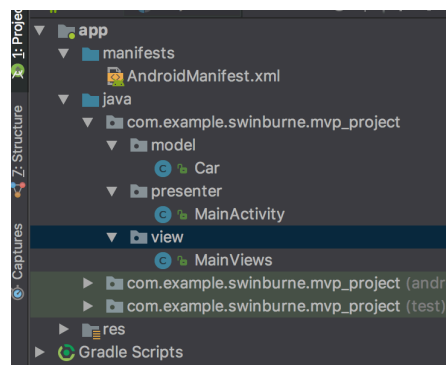 1: Project
7: Structure
Captures
app
manifests
AndroidManifest.xml
java
com.example.swinburne.mvp_project
model
Car
presenter
MainActivity
view
MainViews
com.example.swinburne.mvp_project (andr
com.example.swinburne.mvp_project (test)
res
Gradle Scripts